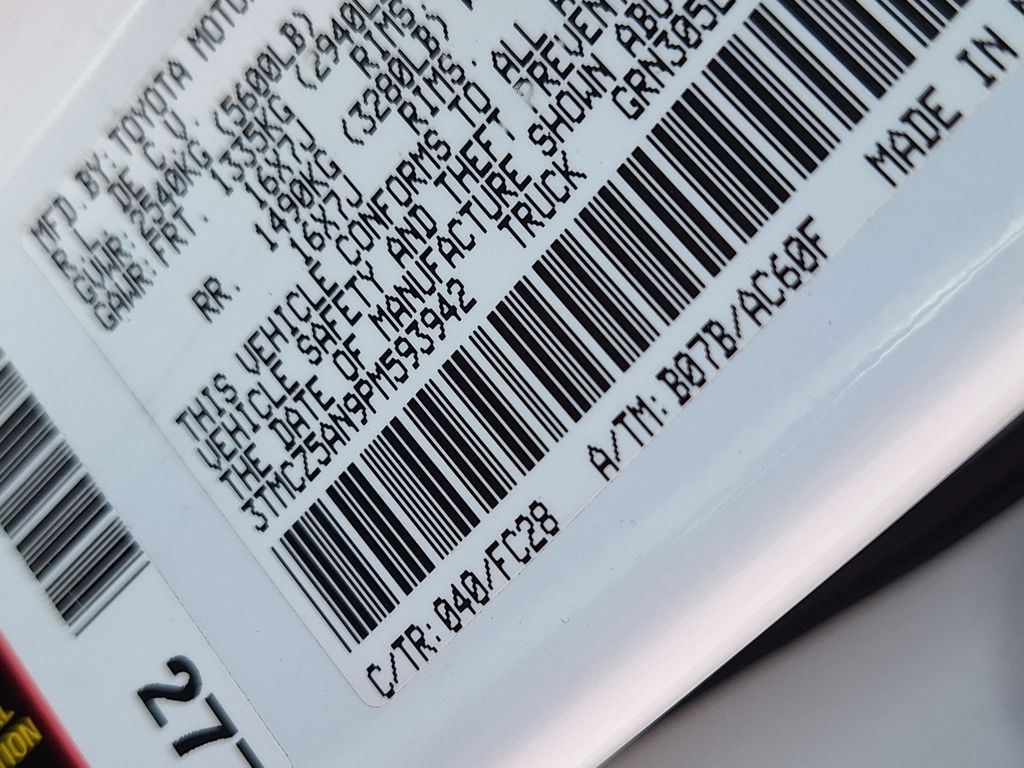 MFD. BY: TOYOTA
R.L. DE C.V.
GVWR: 2540KG (5600LB)
GAWR: FRT. 1335KG (2940L
16X7J RIMS,
RR. 1490KG (3280LB)
16X7J RIMS,
THIS VEHICLE CONFORMS TO ALL
VEHICLE SAFETY AND THEFT PREVEN
THE DATE OF MANUFACTURE SHOWN ABO
3TMCZ5AN9PM593942 TRUCK GRN305L
C/TR: 040/FC28 A/TM: B07B/AC60F
MADE IN
27